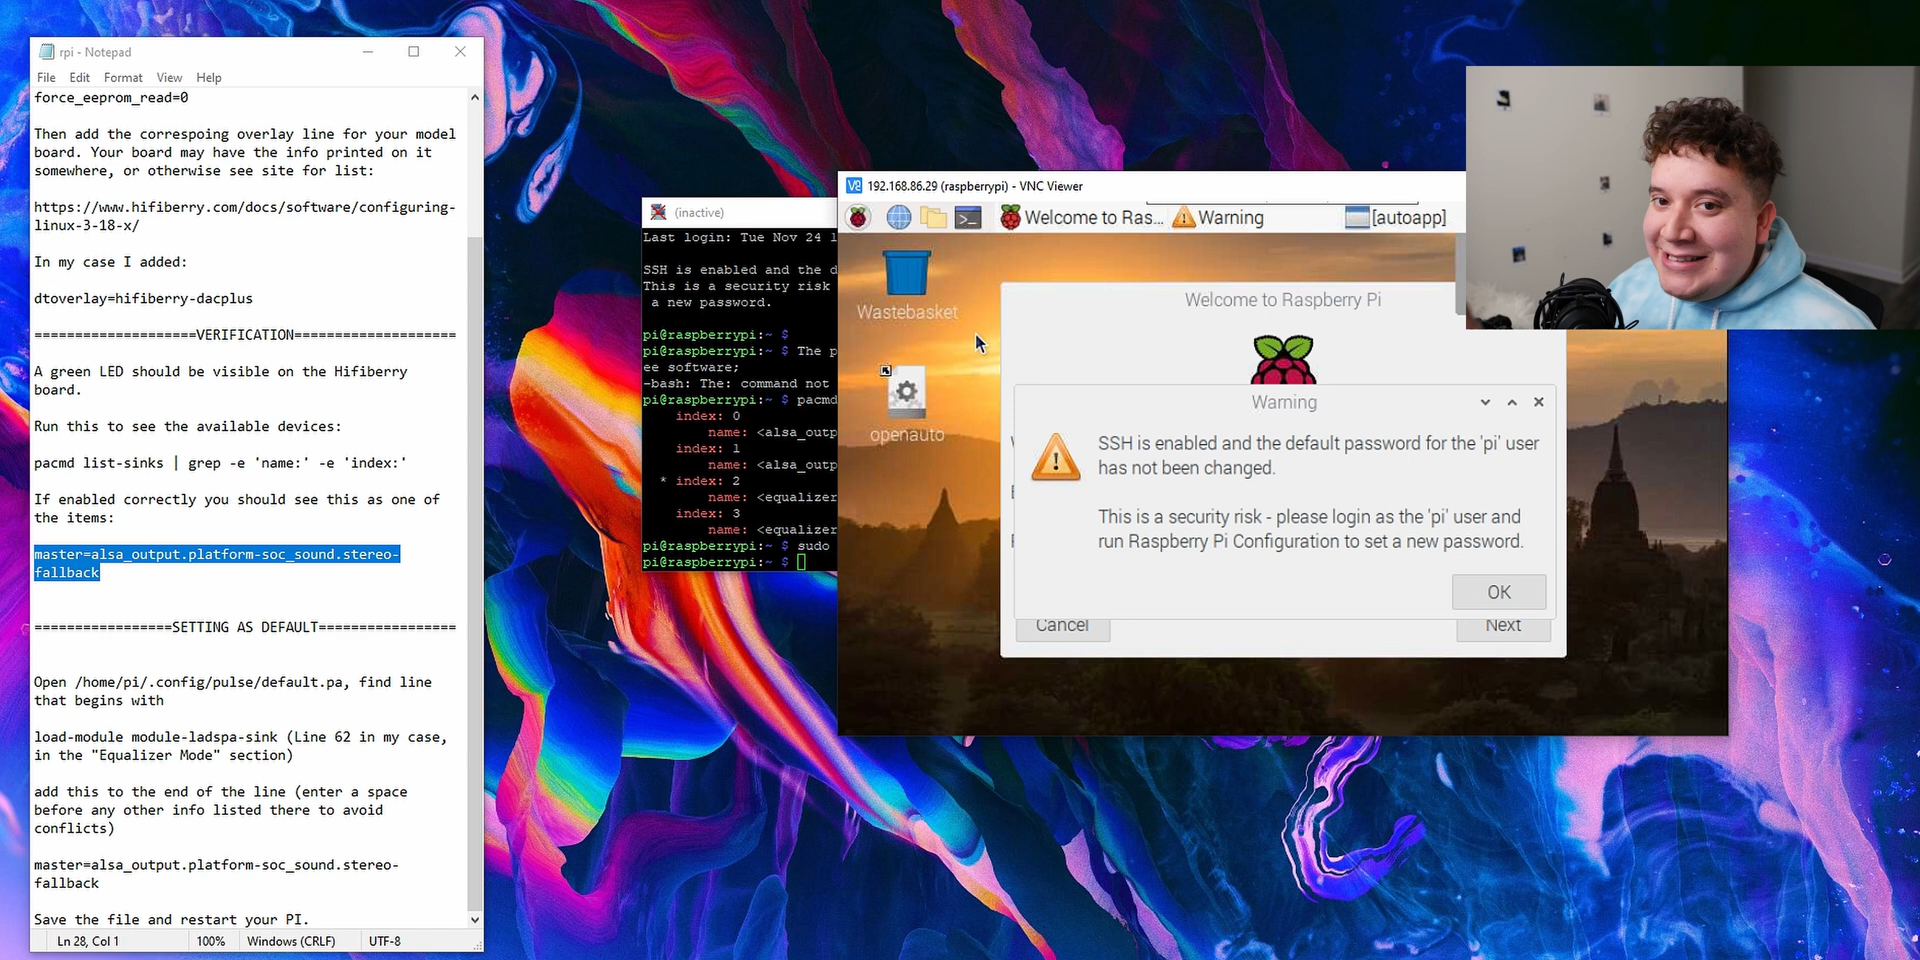 rpi - Notepad
File Edit Format View Help
force_eeprom_read=0
Then add the correspoing overlay line for your model
board. Your board may have the info printed on it
somewhere, or otherwise see site for list:
https://www.hifiberry.com/docs/software/configuring-
linux-3-18-x/
In my case I added:
dtoverlay=hifiberry-dacplus
====================VERIFICATION====================
A green LED should be visible on the Hifiberry
board.
Run this to see the available devices:
pacmd list-sinks | grep -e 'name:' -e 'index:'
If enabled correctly you should see this as one of
the items:
master=alsa_output.platform-soc_sound.stereo-
fallback
=================SETTING AS DEFAULT=================
Open /home/pi/.config/pulse/default.pa, find line
that begins with
load-module module-ladspa-sink (Line 62 in my case,
in the "Equalizer Mode" section)
add this to the end of the line (enter a space
before any other info listed there to avoid
conflicts)
master=alsa_output.platform-soc_sound.stereo-
fallback
Save the file and restart your PI.
Ln 28, Col 1 100% Windows (CRLF) UTF-8
(inactive)
Last login: Tue Nov 24 1
SSH is enabled and the d
This is a security risk
a new password.
pi@raspberrypi:~ $
pi@raspberrypi:~ $ The p
ee software;
-bash: The: command not
pi@raspberrypi:~ $ pacmd
index: 0
name: <alsa_outp
index: 1
name: <alsa_outp
* index: 2
name: <equalizer
index: 3
name: <equalizer
pi@raspberrypi:~ $ sudo
pi@raspberrypi:~ $
192.168.86.29 (raspberrypi) - VNC Viewer
Welcome to Ras... Warning [autoapp]
Wastebasket
openauto
Welcome to Raspberry Pi
Warning
SSH is enabled and the default password for the 'pi' user
has not been changed.
This is a security risk - please login as the 'pi' user and
run Raspberry Pi Configuration to set a new password.
OK
Cancel Next